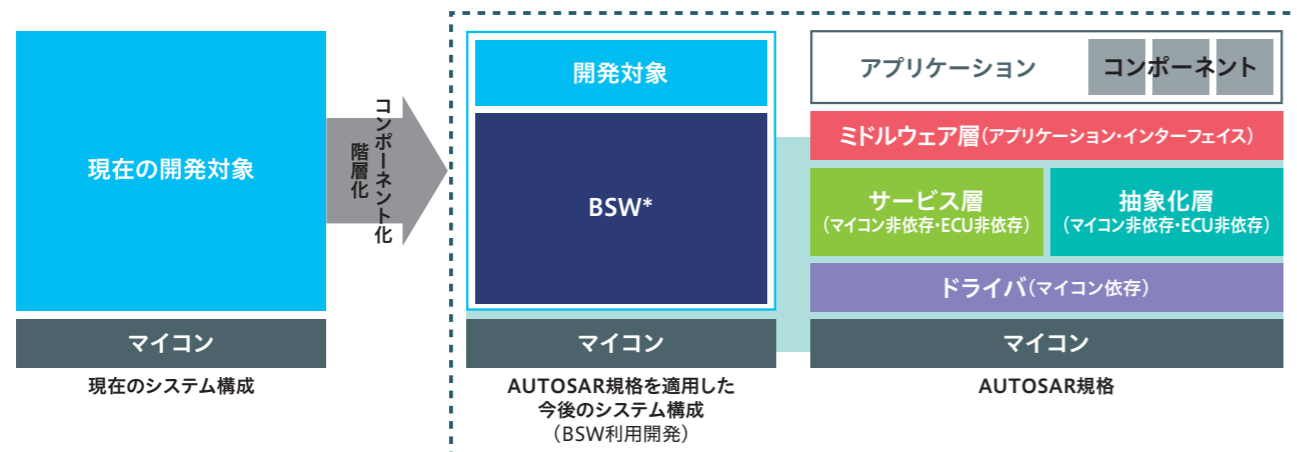 現在の開発対象
マイコン
現在のシステム構成
コンポーネント化
階層化
開発対象
BSW*
マイコン
AUTOSAR規格を適用した
今後のシステム構成
（BSW利用開発）
アプリケーション
コンポーネント
ミドルウェア層（アプリケーション・インターフェイス）
サービス層
（マイコン非依存・ECU非依存）
抽象化層
（マイコン非依存・ECU非依存）
ドライバ（マイコン依存）
マイコン
AUTOSAR規格